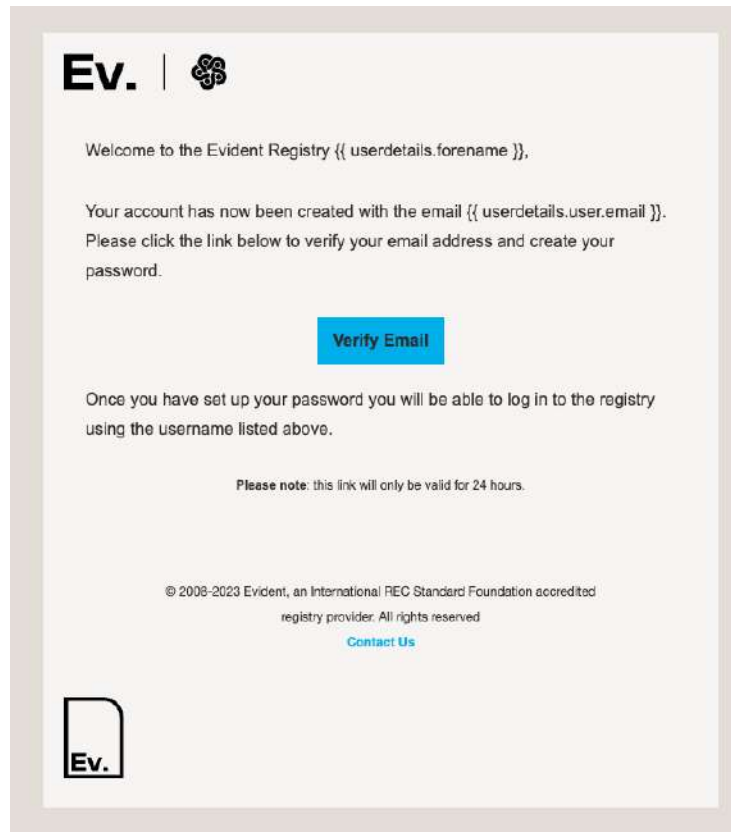 Ev.
Welcome to the Evident Registry {{ userdetails.forename }},
Your account has now been created with the email {{ userdetails.user.email }}.
Please click the link below to verify your email address and create your
password.
Verify Email
Once you have set up your password you will be able to log in to the registry
using the username listed above.
Please note: this link will only be valid for 24 hours.
© 2008-2023 Evident, an International REC Standard Foundation accredited
registry provider. All rights reserved
Contact Us
Ev.